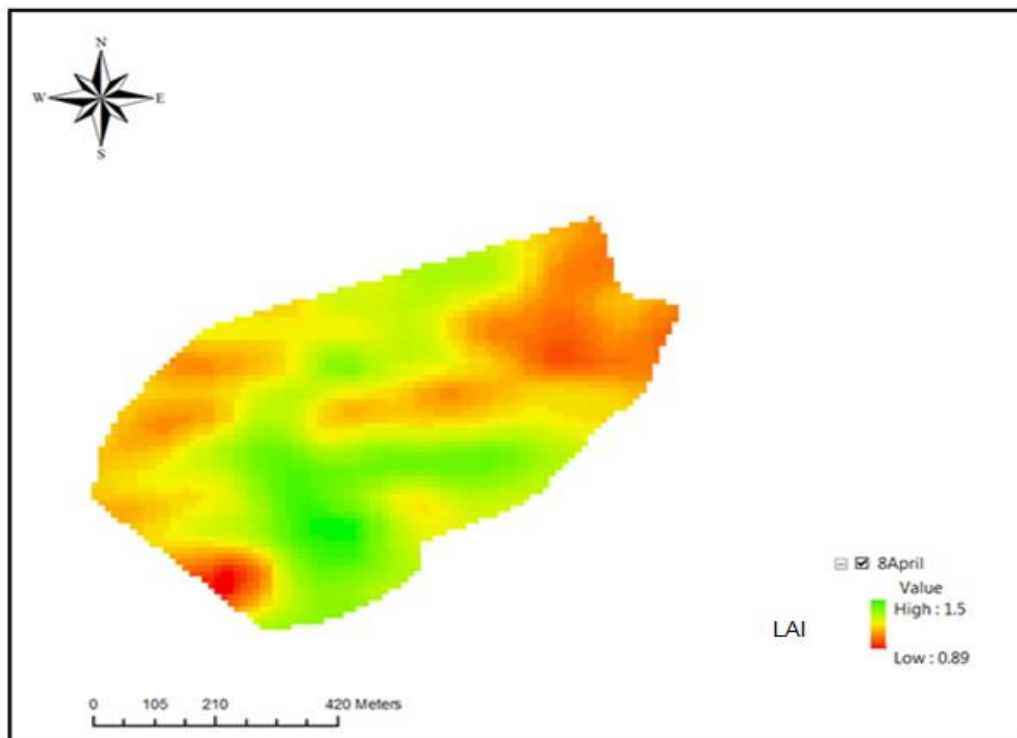 N
W E
S
8April
Value
High : 1.5
LAI
Low : 0.89
0 105 210 420 Meters